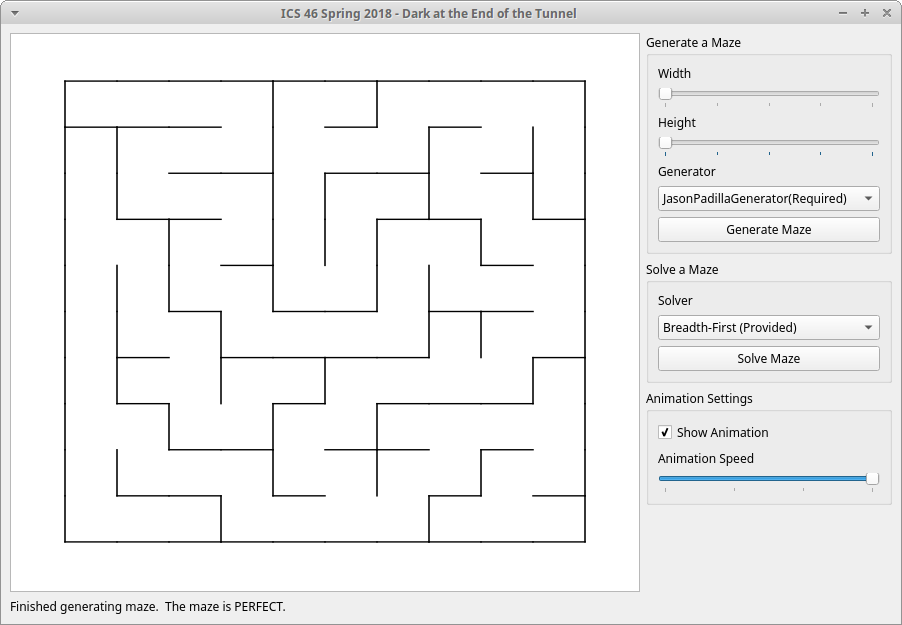 ICS 46 Spring 2018 - Dark at the End of the Tunnel
Generate a Maze
Width
Height
Generator
JasonPadillaGenerator(Required)
Generate Maze
Solve a Maze
Solver
Breadth-First (Provided)
Solve Maze
Animation Settings
Show Animation
Animation Speed
Finished generating maze.  The maze is PERFECT.